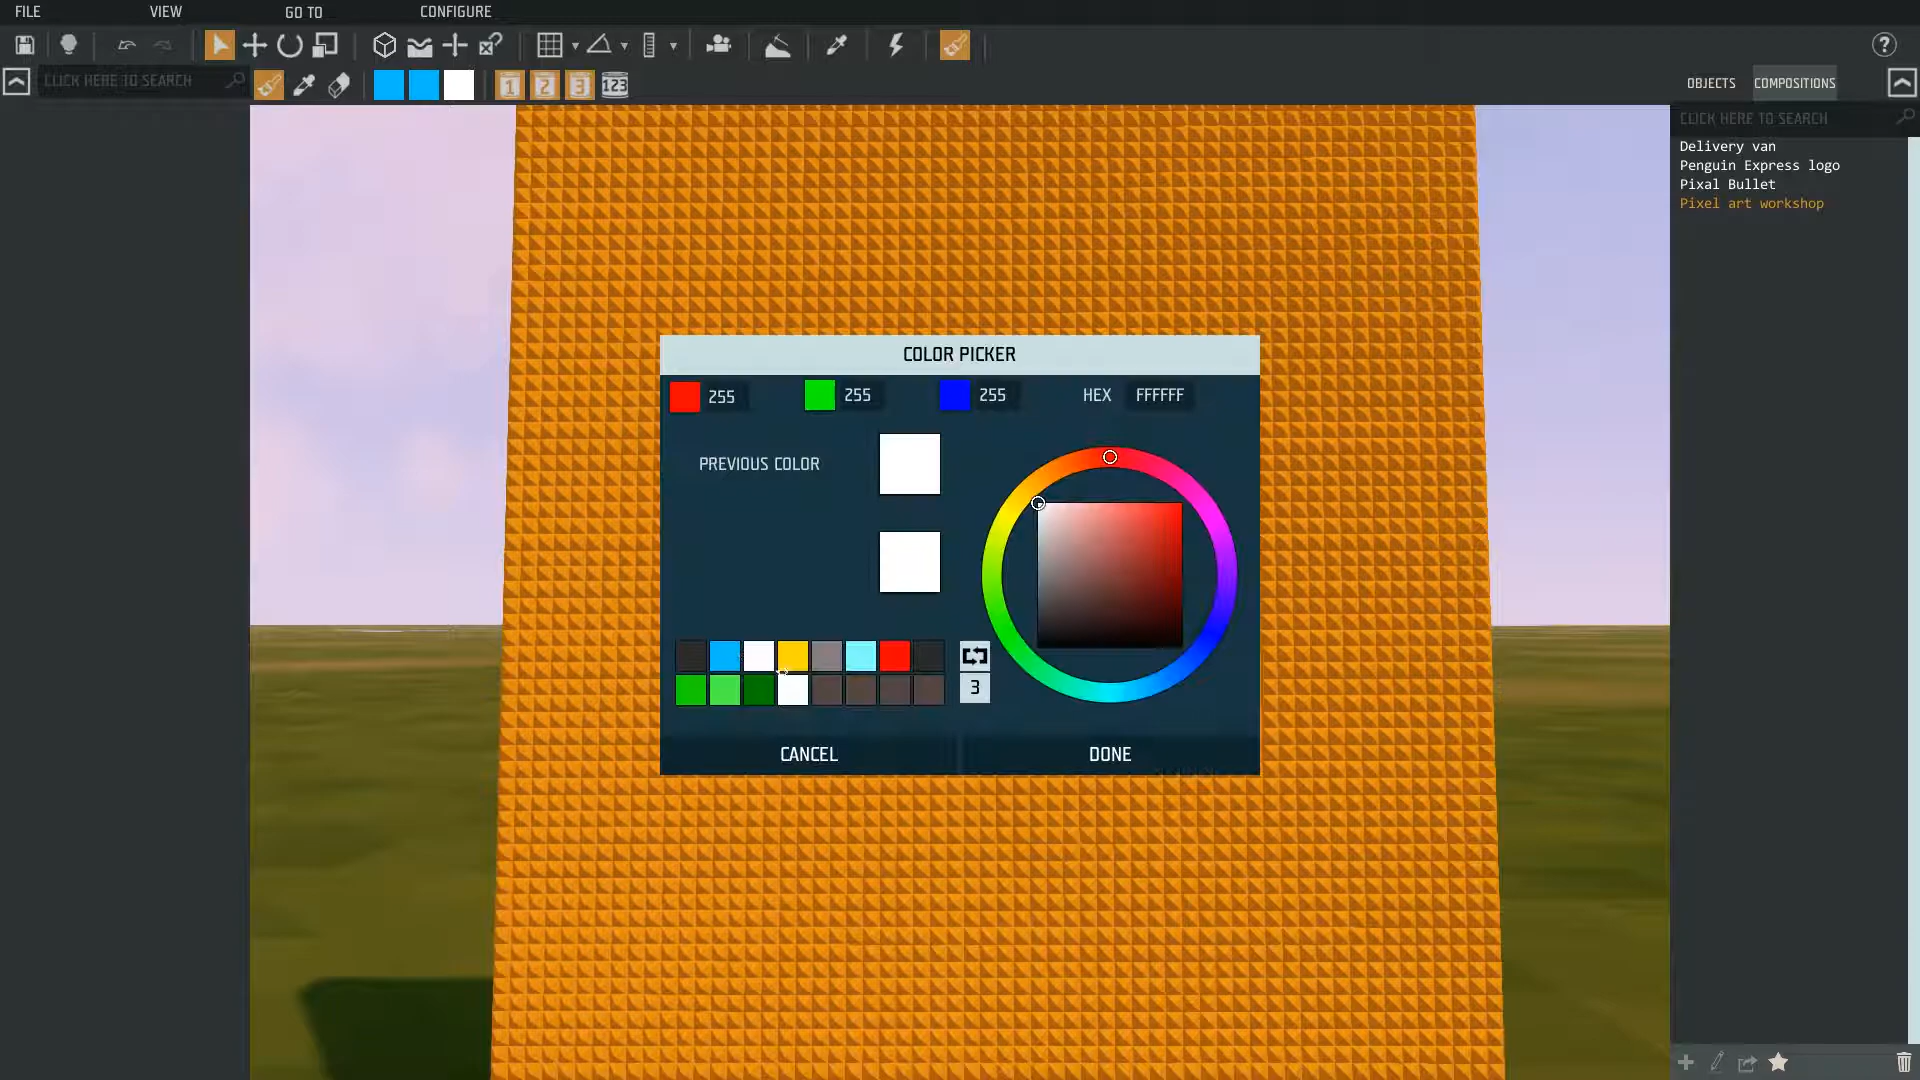 FILE
VIEW
GO TO
CONFIGURE
?
CLICK HERE TO SEARCH
1
2
3
123
OBJECTS
COMPOSITIONS
CLICK HERE TO SEARCH
Delivery van
Penguin Express logo
Pixal Bullet
Pixel art workshop
COLOR PICKER
255
255
255
HEX
FFFFFF
PREVIOUS COLOR
3
CANCEL
DONE